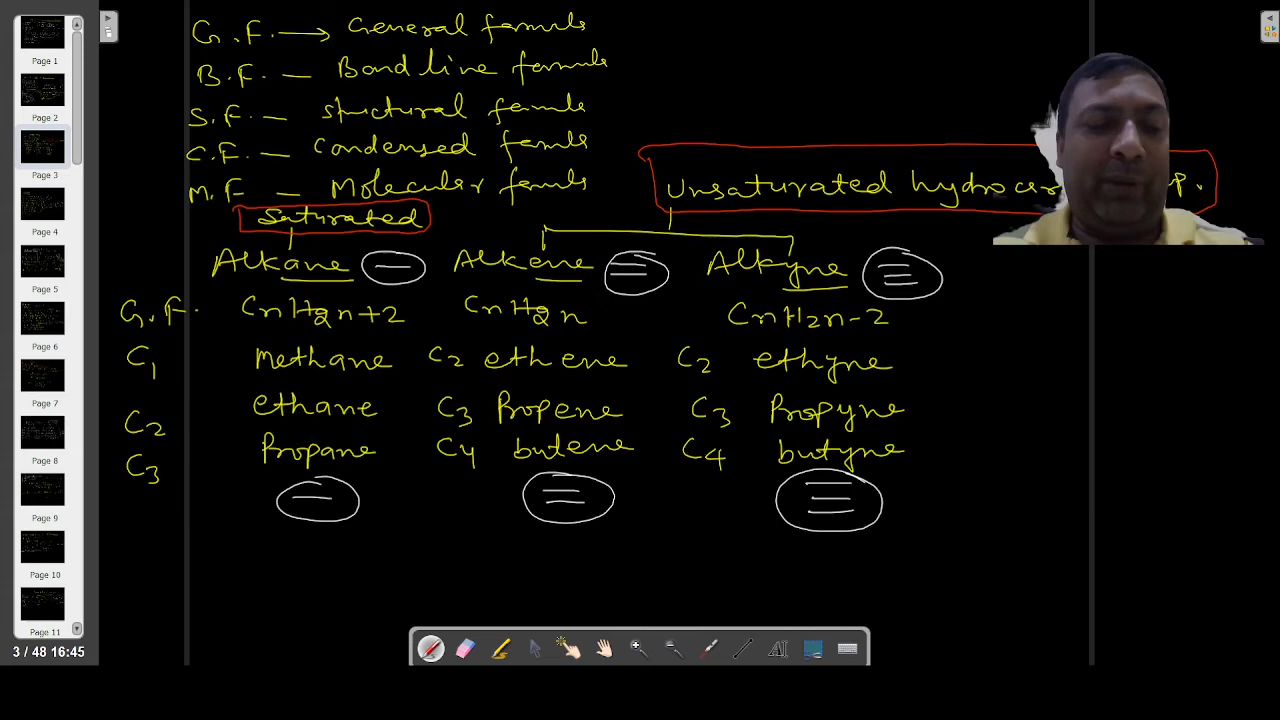 G.F. → General formula
B.F. — Bond line formula
S.F. — structural formula
C.F. — Condensed formula
M.F — Molecular formula
Unsaturated P.
Saturated
Alkane Alkene Alkyne
G.F. CnH2n+2 CnH2n CnH2n-2
C1 Methane C2 ethene C2 ethyne
C2 ethane C3 Propene C3 Propyne
C3 Propane C4 butene C4 butyne
Page 1
Page 2
Page 3
Page 4
Page 5
Page 6
Page 7
Page 8
Page 9
Page 10
Page 11
3 / 48 16:45
AI